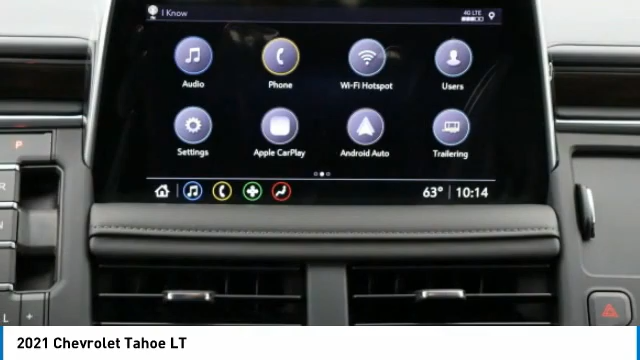 I Know
4G LTE
Audio
Phone
Wi-Fi Hotspot
Users
Settings
Apple CarPlay
Android Auto
Trailering
63° 10:14
P
R
N
L +
2021 Chevrolet Tahoe LT